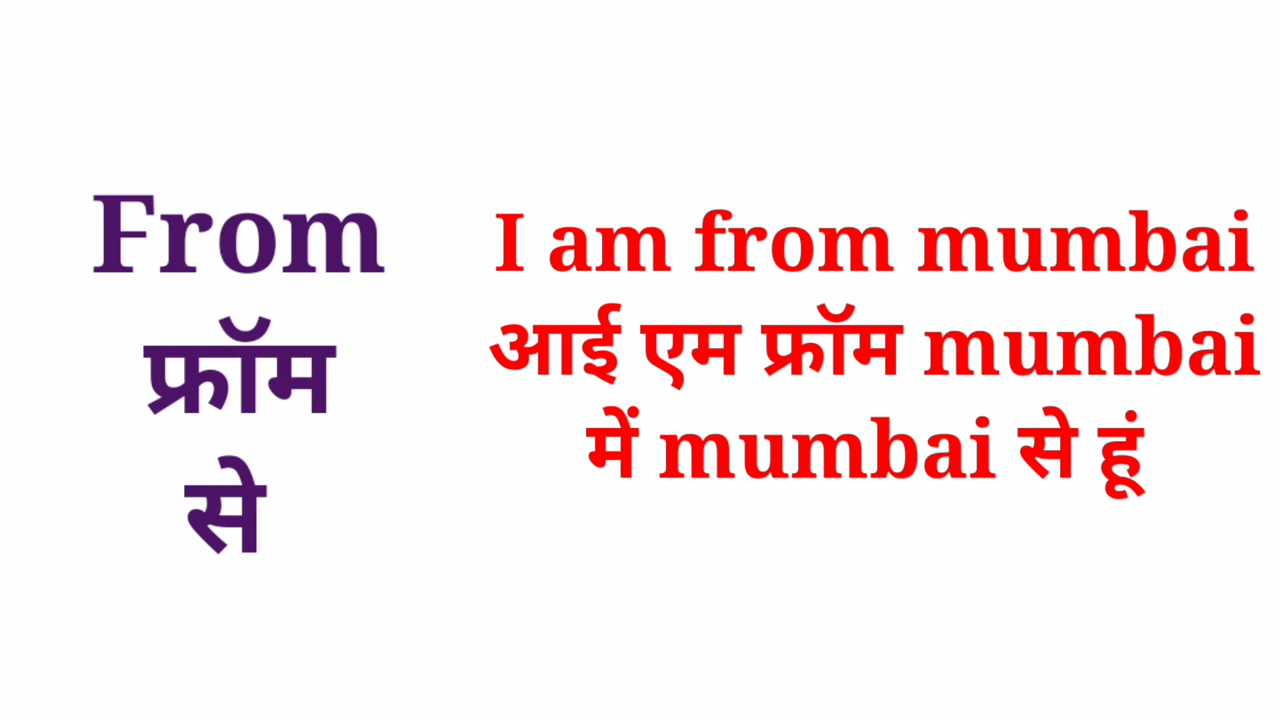 From
फ्रॉम
से
I am from mumbai
आई एम फ्रॉम mumbai
में mumbai से हूं